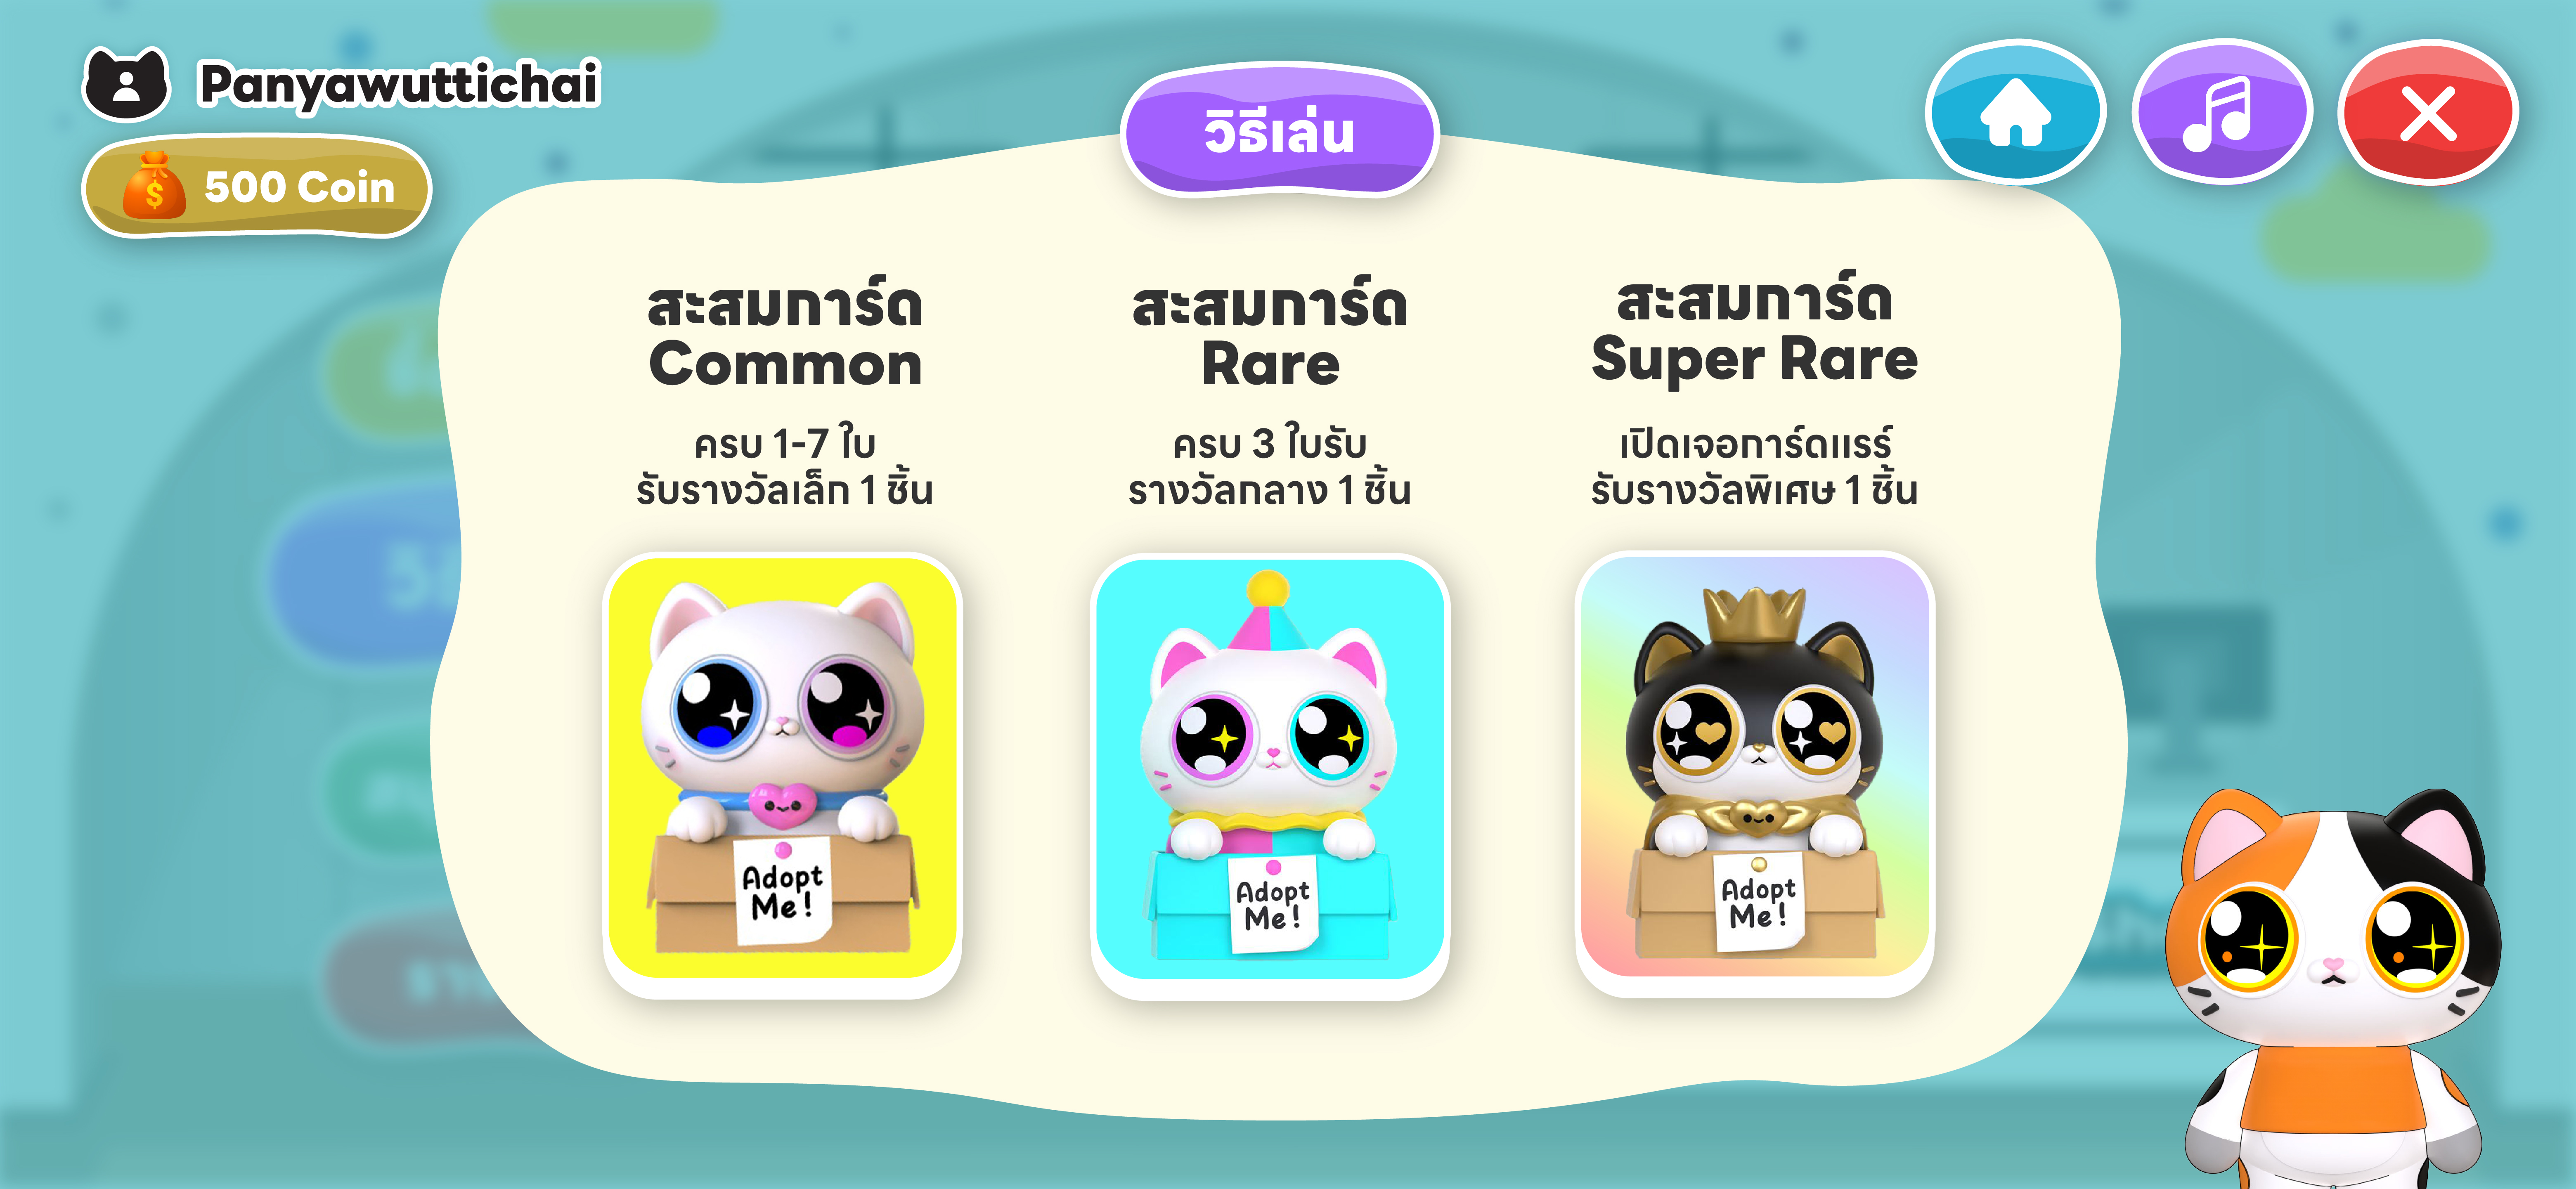 Panyawuttichai
500 Coin
วิธีเล่น
สะสมการ์ด
Common
ครบ 1-7 ใบ
รับรางวัลเล็ก 1 ชิ้น
สะสมการ์ด
Rare
ครบ 3 ใบรับ
รางวัลกลาง 1 ชิ้น
สะสมการ์ด
Super Rare
เปิดเจอการ์ดแรร์
รับรางวัลพิเศษ 1 ชิ้น
Adopt
Me!
Adopt
Me!
Adopt
Me!